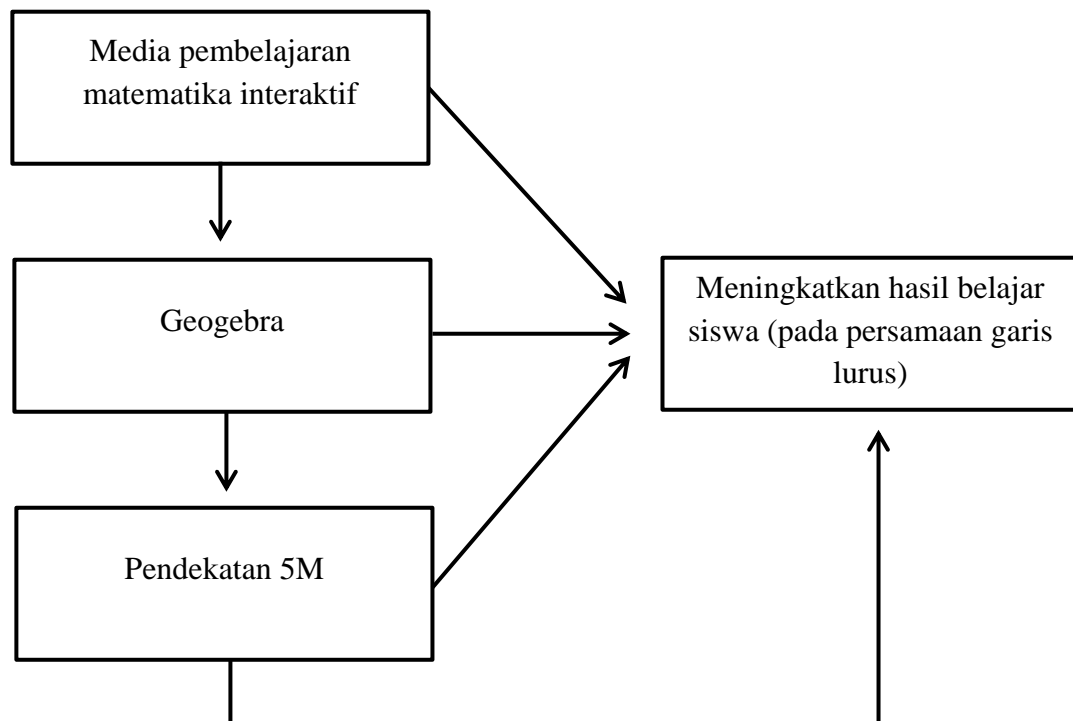 Media pembelajaran
matematika interaktif
Geogebra
Meningkatkan hasil belajar
siswa (pada persamaan garis
lurus)
Pendekatan 5M